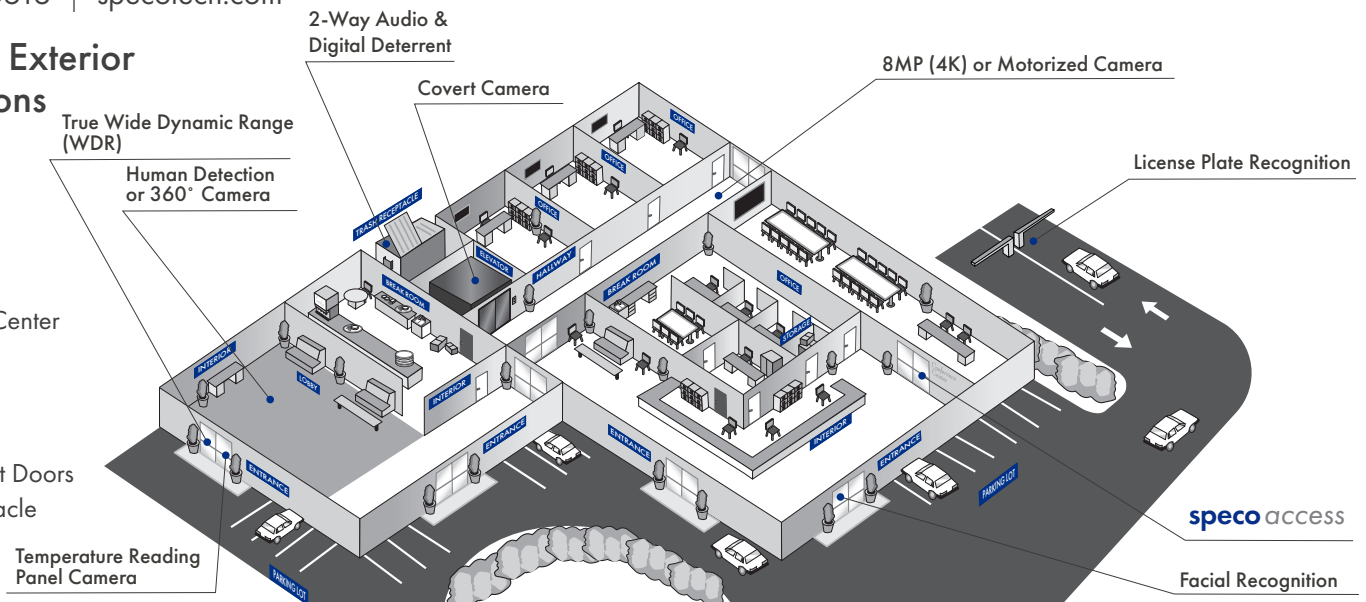 specotech.com
Exterior
2-Way Audio &
Digital Deterrent
Covert Camera
8MP (4K) or Motorized Camera
True Wide Dynamic Range
(WDR)
Human Detection
or 360° Camera
License Plate Recognition
OFFICE
OFFICE
OFFICE
TRASH RECEPTACLE
ELEVATOR
HALLWAY
BREAK ROOM
BREAK ROOM
OFFICE
STORAGE
Center
INTERIOR
LOBBY
INTERIOR
Conference
Center
ENTRANCE
ENTRANCE
INTERIOR
ENTRANCE
ENTRANCE
PARKING LOT
Doors
speco access
Temperature Reading
Panel Camera
PARKING LOT
Facial Recognition